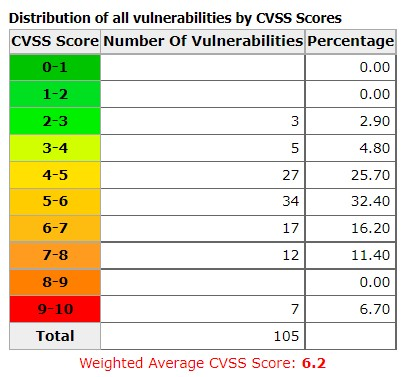 Distribution of all vulnerabilities by CVSS Scores
CVSS Score Number Of Vulnerabilities Percentage
0-1 0.00
1-2 0.00
2-3 3 2.90
3-4 5 4.80
4-5 27 25.70
5-6 34 32.40
6-7 17 16.20
7-8 12 11.40
8-9 0.00
9-10 7 6.70
Total 105
Weighted Average CVSS Score: 6.2